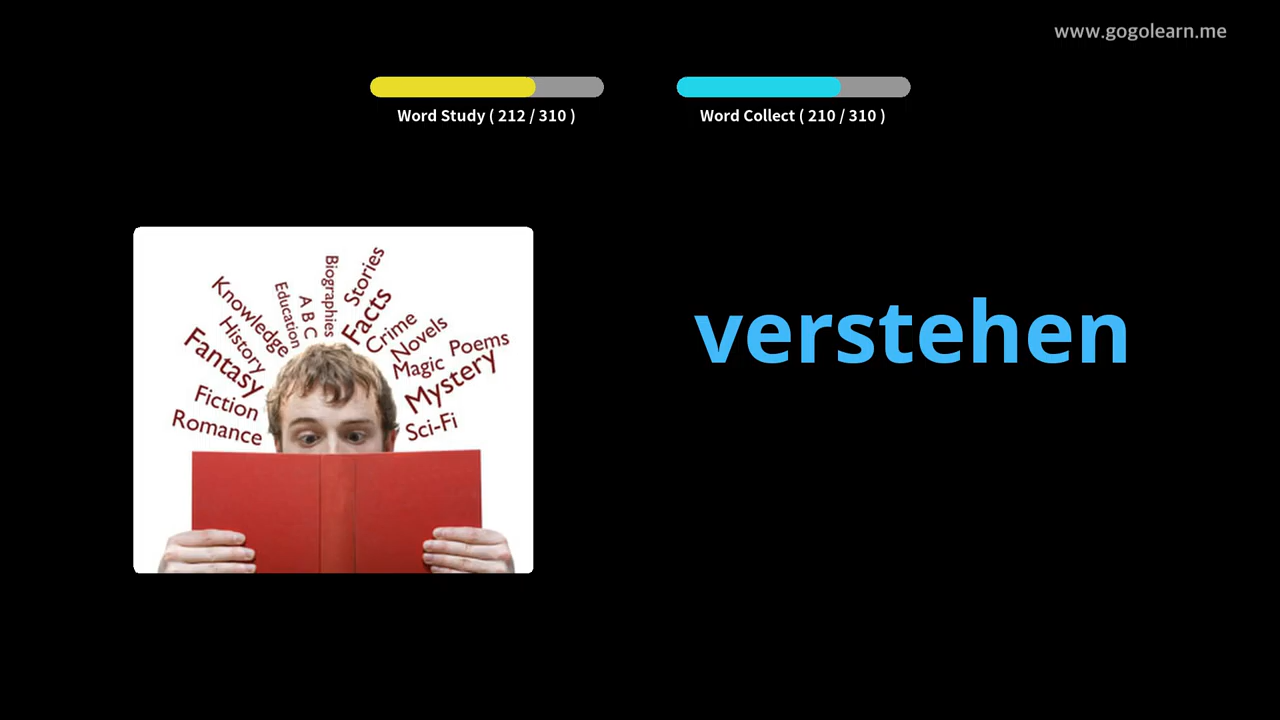 www.gogolearn.me
Word Study ( 212 / 310 )
Word Collect ( 210 / 310 )
verstehen
Stories
Biographies
Education
A B C
Facts
Knowledge
History
Crime
Novels
Poems
Fantasy
Magic
Mystery
Fiction
Romance
Sci-Fi